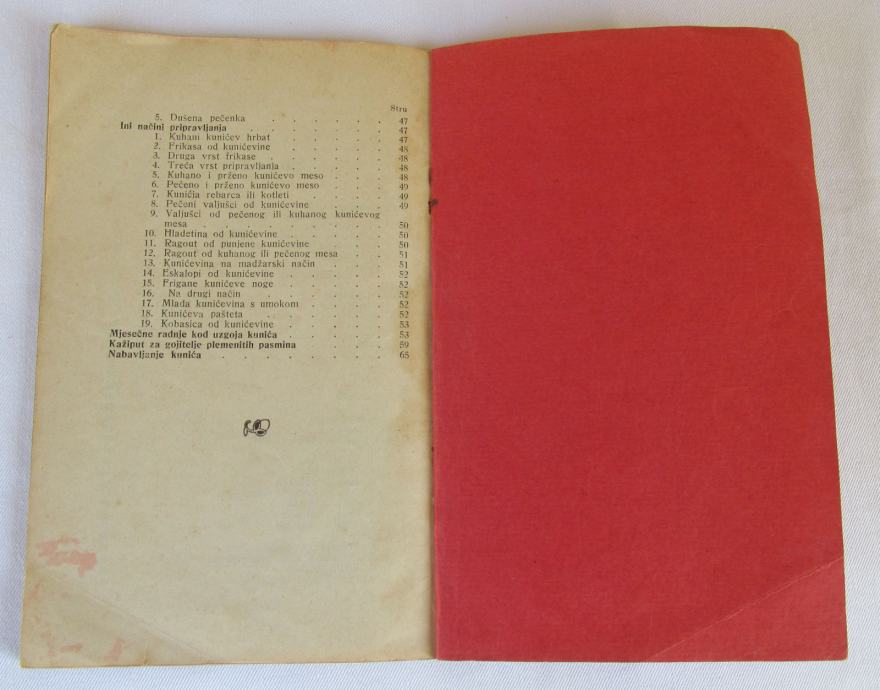 Stru
5. Dušena pečenka . . . . . . 47
Ini načini pripravljanja . . . . . . . 47
1. Kuhani kunićev hrbat . . . . . 47
2. Frikasa od kunićevine . . . . . 48
3. Druga vrst frikase . . . . . . 48
4. Treća vrst pripravljanja . . . . 48
5. Kuhano i prženo kunićevo meso . . . 48
6. Pečeno i prženo kunićevo meso . . . 49
7. Kunićja rebarca ili kotleti . . . . 49
8. Pečeni valjušci od kunićevine . . . . 49
9. Valjušci od pečenog ili kuhanog kunićevog
mesa . . . . . . . . 50
10. Hladetina od kunićevine . . . . . 50
11. Ragout od punjene kunićevine . . . 50
12. Ragout od kuhanog ili pečenog mesa . . 51
13. Kunićevina na madžarski način . . . 51
14. Eskalopi od kunićevine . . . . . 52
15. Frigane kunićeve noge . . . . . 52
16. Na drugi način . . . . . 52
17. Mlada kunićevina s umokom . . . . 52
18. Kunićeva pašteta . . . . . . 52
19. Kobasica od kunićevine . . . . . 53
Mjesečne radnje kod uzgoja kunića . . . . . 53
Kažiput za gojitelje plemenitih pasmina . . . . 59
Nabavljanje kunića . . . . . . . . 65